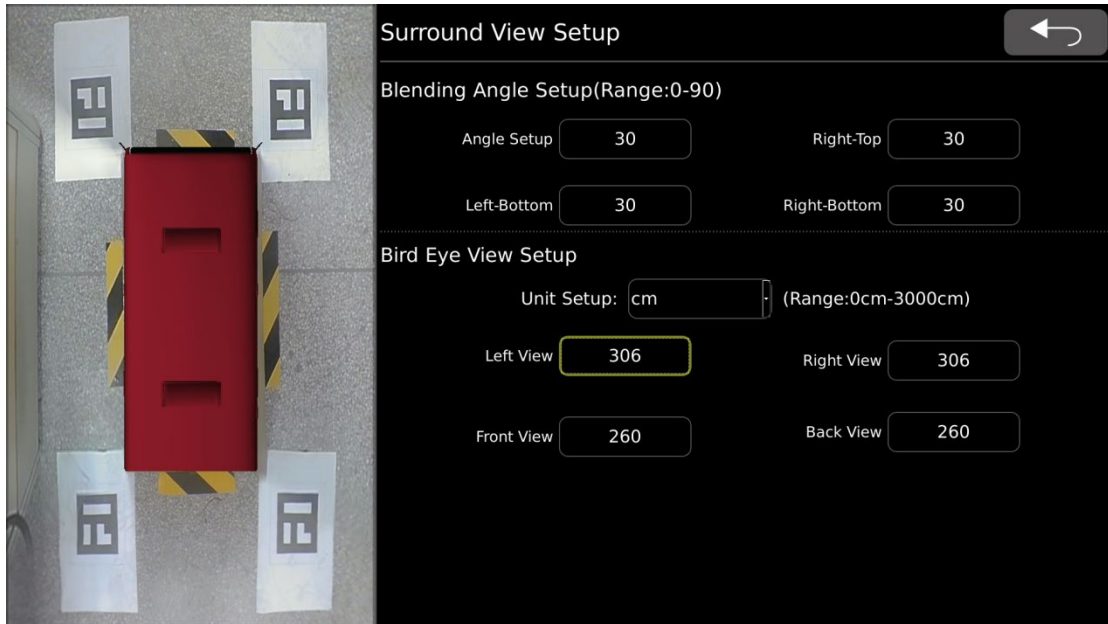 Surround View Setup
Blending Angle Setup(Range:0-90)
Angle Setup 30 Right-Top 30
Left-Bottom 30 Right-Bottom 30
Bird Eye View Setup
Unit Setup: cm (Range:0cm-3000cm)
Left View 306 Right View 306
Front View 260 Back View 260